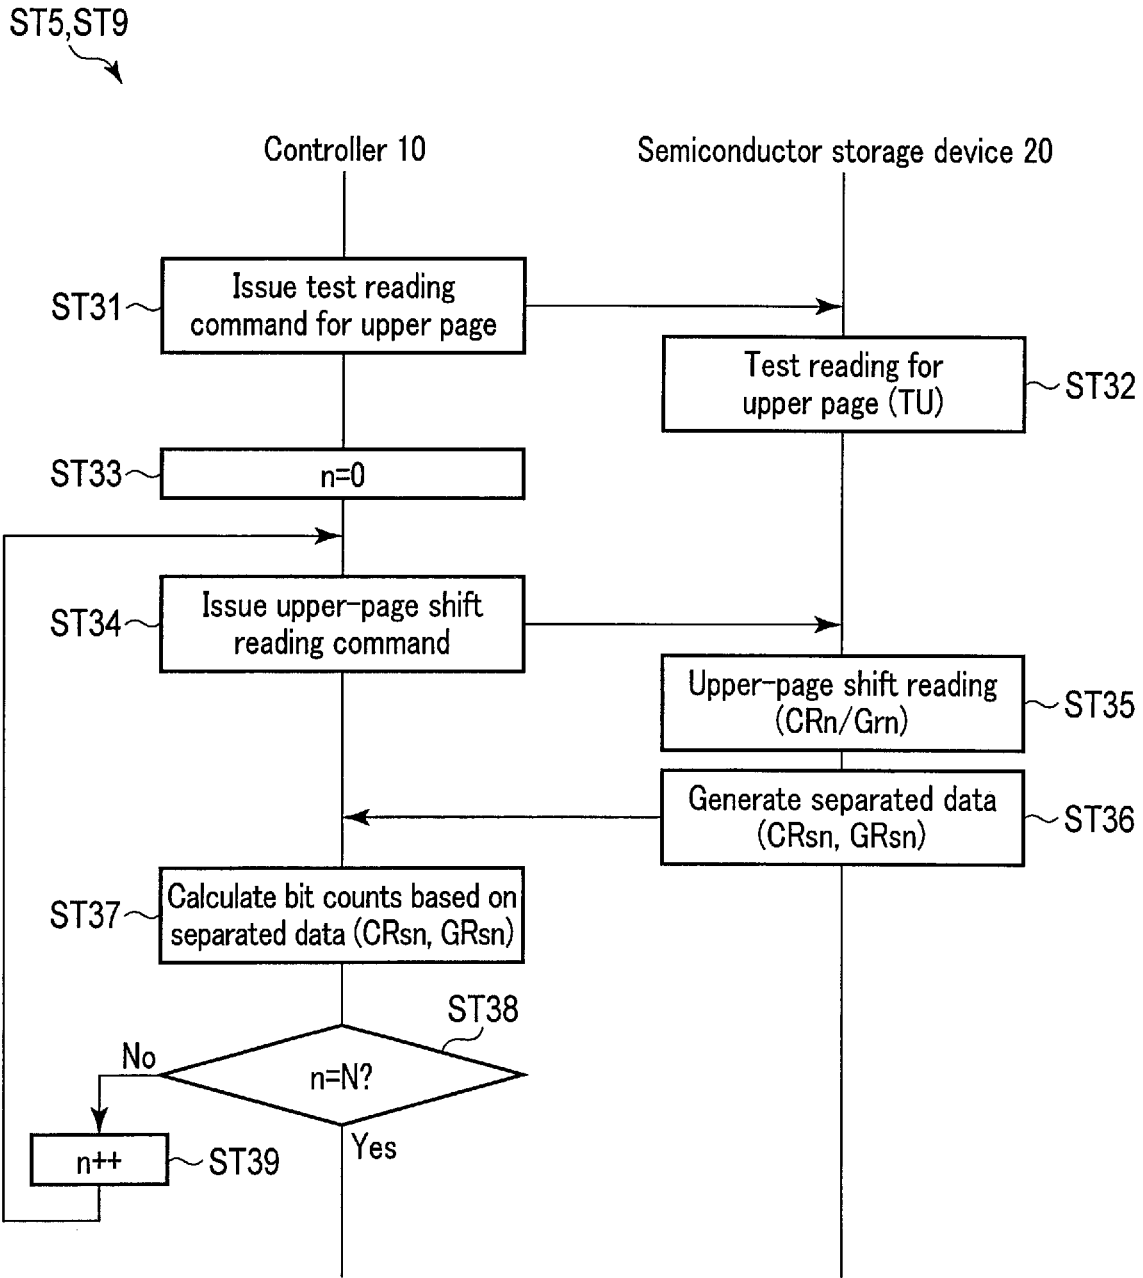 ST5,ST9
Controller 10
Semiconductor storage device 20
ST31
Issue test reading
command for upper page
Test reading for
upper page (TU)
ST32
ST33
n=0
ST34
Issue upper-page shift
reading command
Upper-page shift reading
(CRn/Grn)
ST35
Generate separated data
(CRsn, GRsn)
ST36
ST37
Calculate bit counts based on
separated data (CRsn, GRsn)
ST38
No
n=N?
Yes
n++
ST39